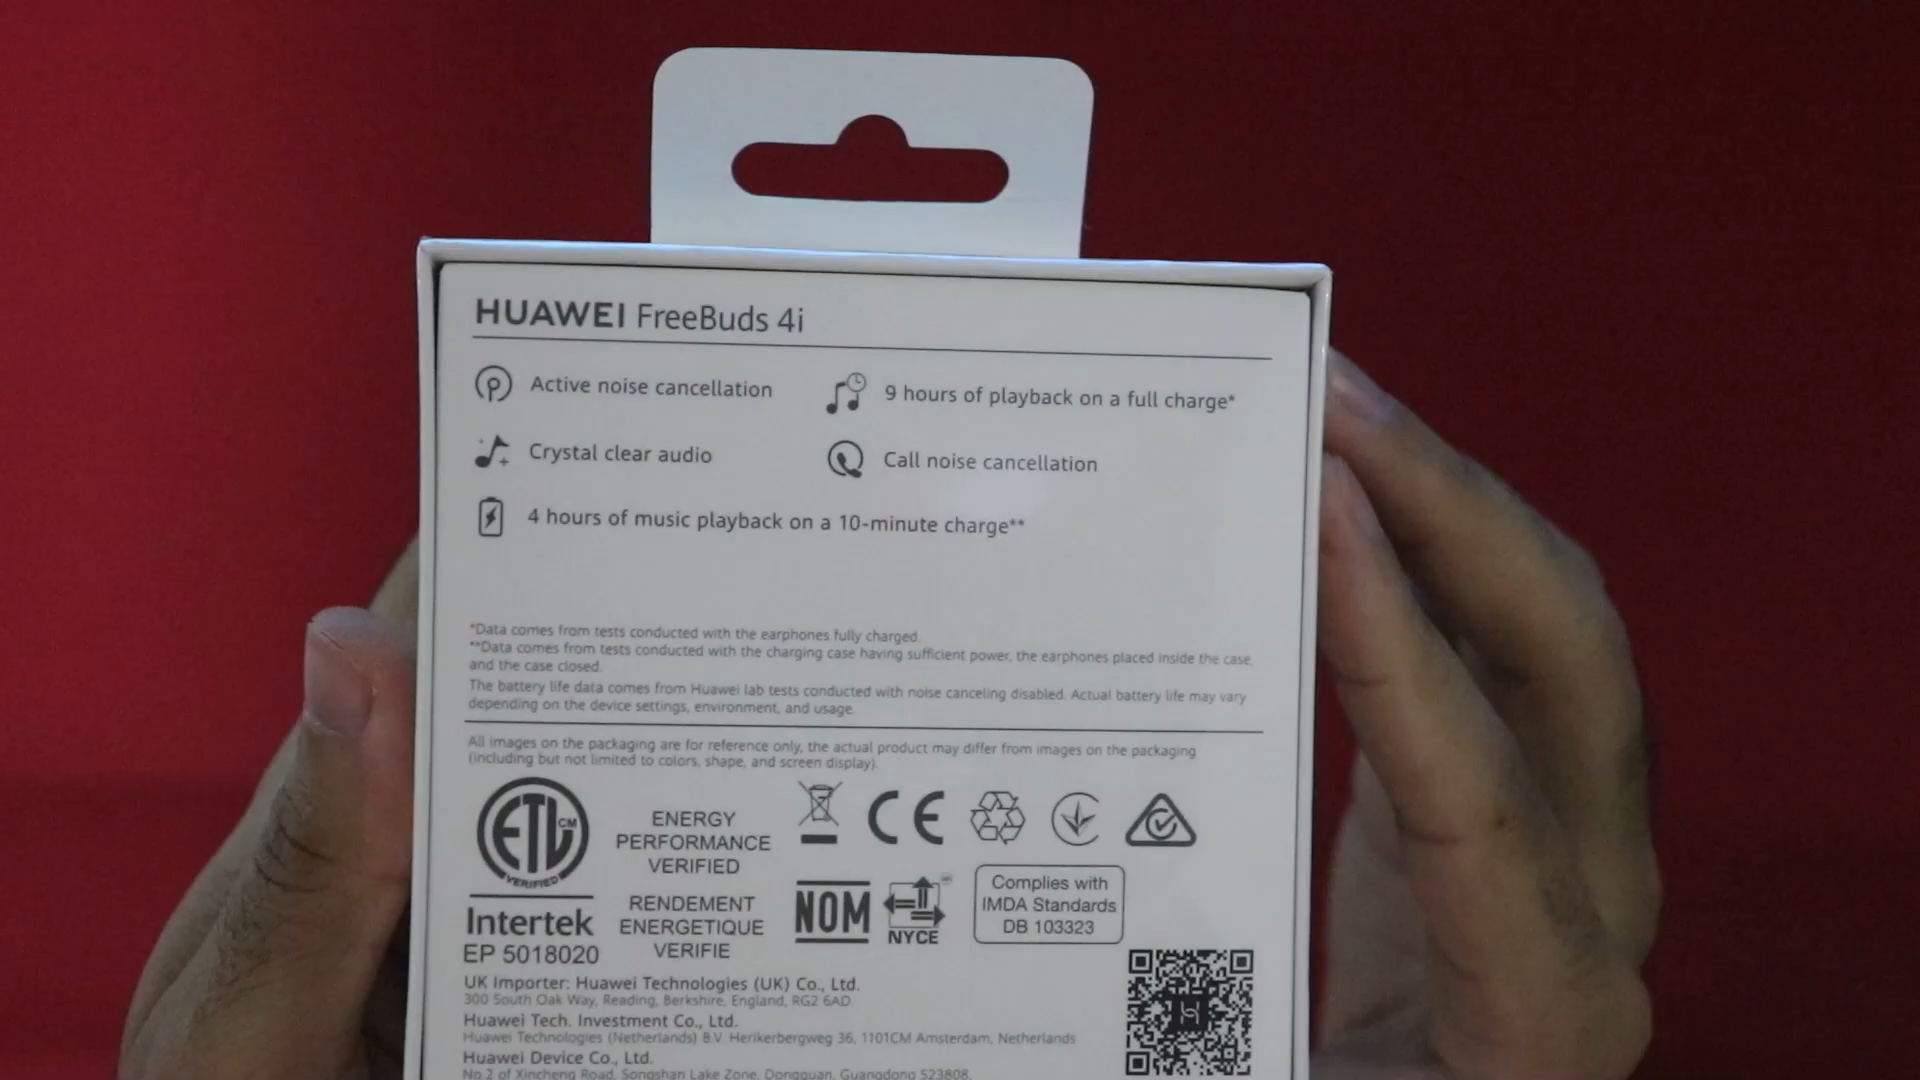 HUAWEI FreeBuds 4i
Active noise cancellation
9 hours of playback on a full charge*
Crystal clear audio
Call noise cancellation
4 hours of music playback on a 10-minute charge**
*Data comes from tests conducted with the earphones fully charged.
**Data comes from tests conducted with the charging case having sufficient power, the earphones placed inside the case,
and the case closed.
The battery life data comes from Huawei lab tests conducted with noise canceling disabled. Actual battery life may vary
depending on the device settings, environment, and usage.
All images on the packaging are for reference only, the actual product may differ from images on the packaging
(including but not limited to colors, shape, and screen display).
ETL CM
VERIFIED
Intertek
EP 5018020
ENERGY
PERFORMANCE
VERIFIED
RENDEMENT
ENERGETIQUE
VERIFIE
CE
NOM
NYCE
Complies with
IMDA Standards
DB 103323
UK Importer: Huawei Technologies (UK) Co., Ltd.
300 South Oak Way, Reading, Berkshire, England, RG2 6AD
Huawei Tech. Investment Co., Ltd.
Huawei Technologies (Netherlands) B.V. Herikerbergweg 36, 1101CM Amsterdam, Netherlands
Huawei Device Co., Ltd.
No.2 of Xincheng Road, Songshan Lake Zone, Dongguan, Guangdong 523808,